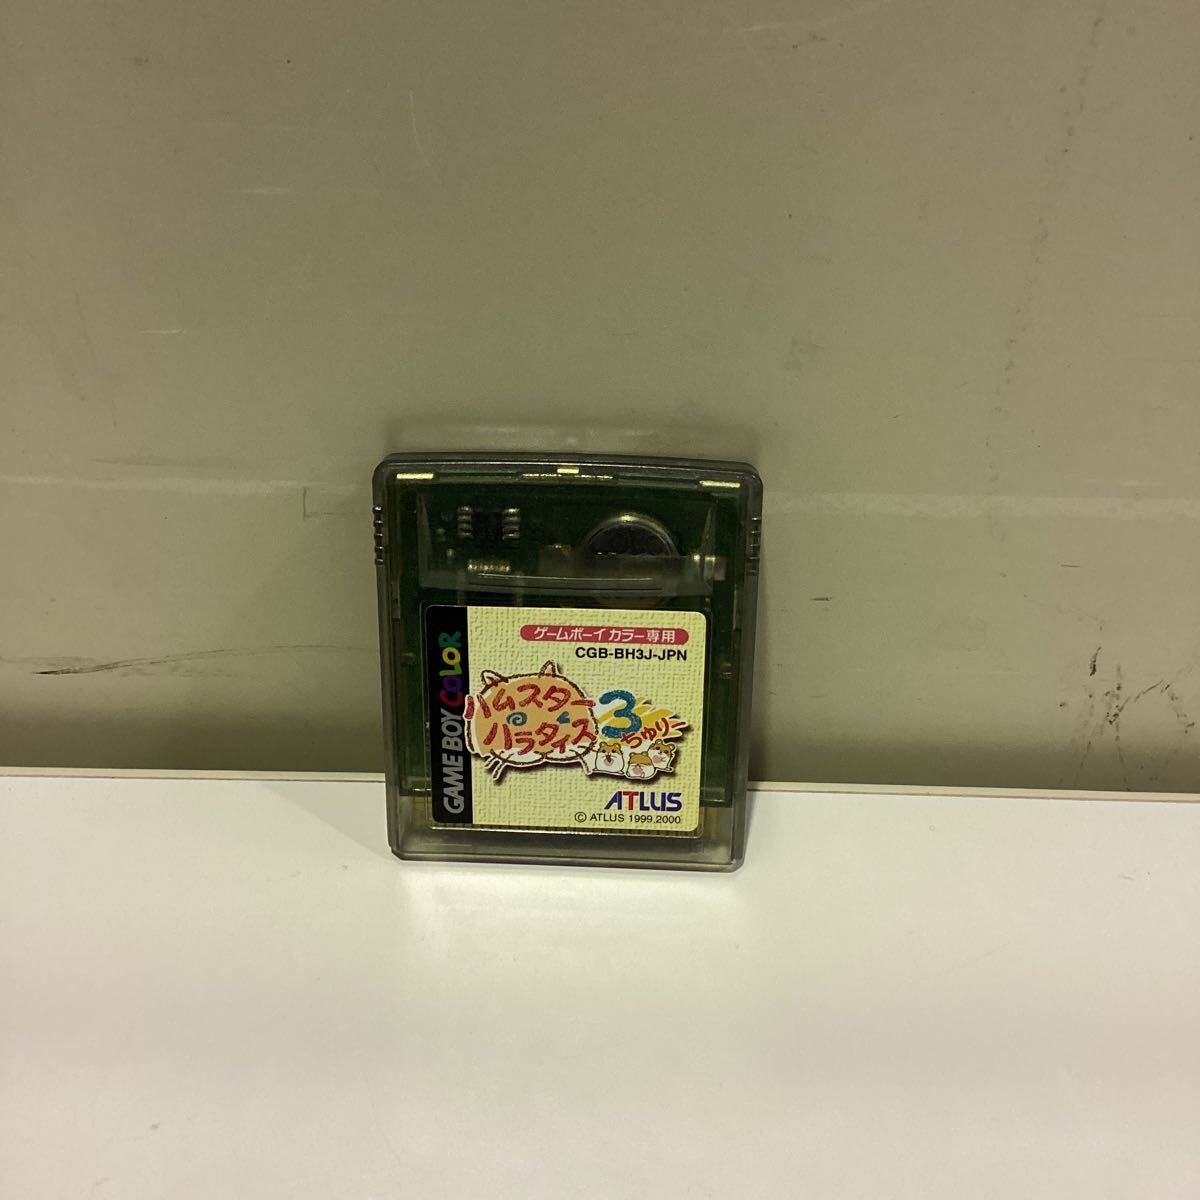 GAME BOY COLOR
ゲームボーイカラー専用
CGB-BH3J-JPN
ハムスター
パラダイス3
ちゅりー
ATLUS
© ATLUS 1999,2000